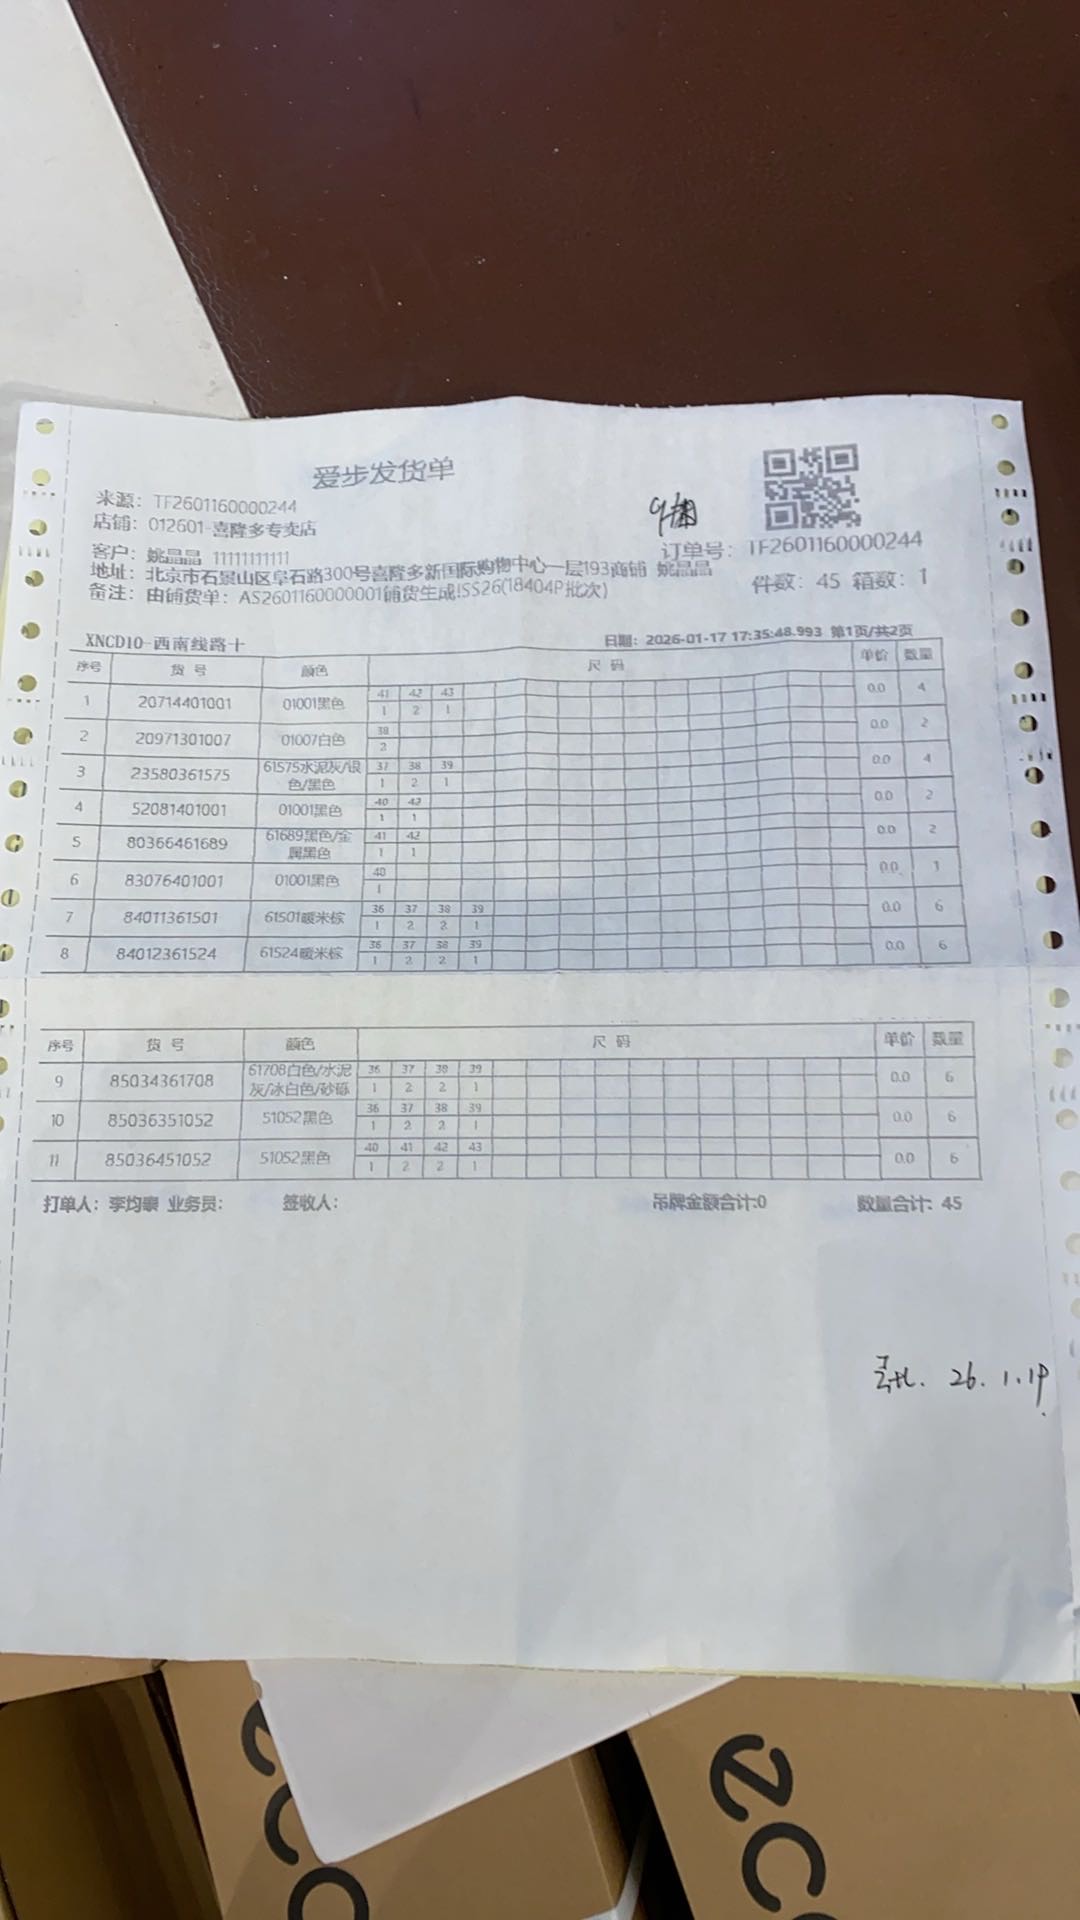 爱步发货单
来源：TF2601160000244
店铺：012601-喜隆多专卖店
客户：姚晶晶 11111111111
订单号：TF2601160000244
地址：北京市石景山区阜石路300号喜隆多新国际购物中心一层193商铺 姚晶晶
件数：45 箱数：1
备注：由铺货单：AS2601160000001铺货生成!SS26(18404P批次)
XNCD10-西南线路十
日期：2026-01-17 17:35:48.993 第1页/共2页
序号 货号 颜色 尺码 单价 数量
41 42 43
1 20714401001 01001黑色 0.0 4
1 2 1
38
2 20971301007 01007白色 0.0 2
2
37 38 39
3 23580361575 61575水泥灰/银色/黑色 0.0 4
1 2 1
40 42
4 52081401001 01001黑色 0.0 2
1 1
41 42
5 80366461689 61689黑色/金属黑色 0.0 2
1 1
40
6 83076401001 01001黑色 0.0 1
1
36 37 38 39
7 84011361501 61501暖米棕 0.0 6
1 2 2 1
36 37 38 39
8 84012361524 61524暖米棕 0.0 6
1 2 2 1
序号 货号 颜色 尺码 单价 数量
36 37 38 39
9 85034361708 61708白色/水泥灰/冰白色/砂砾 0.0 6
1 2 2 1
36 37 38 39
10 85036351052 51052黑色 0.0 6
1 2 2 1
40 41 42 43
11 85036451052 51052黑色 0.0 6
1 2 2 1
打单人：李均泰 业务员： 签收人： 吊牌金额合计:0 数量合计：45
26.1.19
ecc
ecc